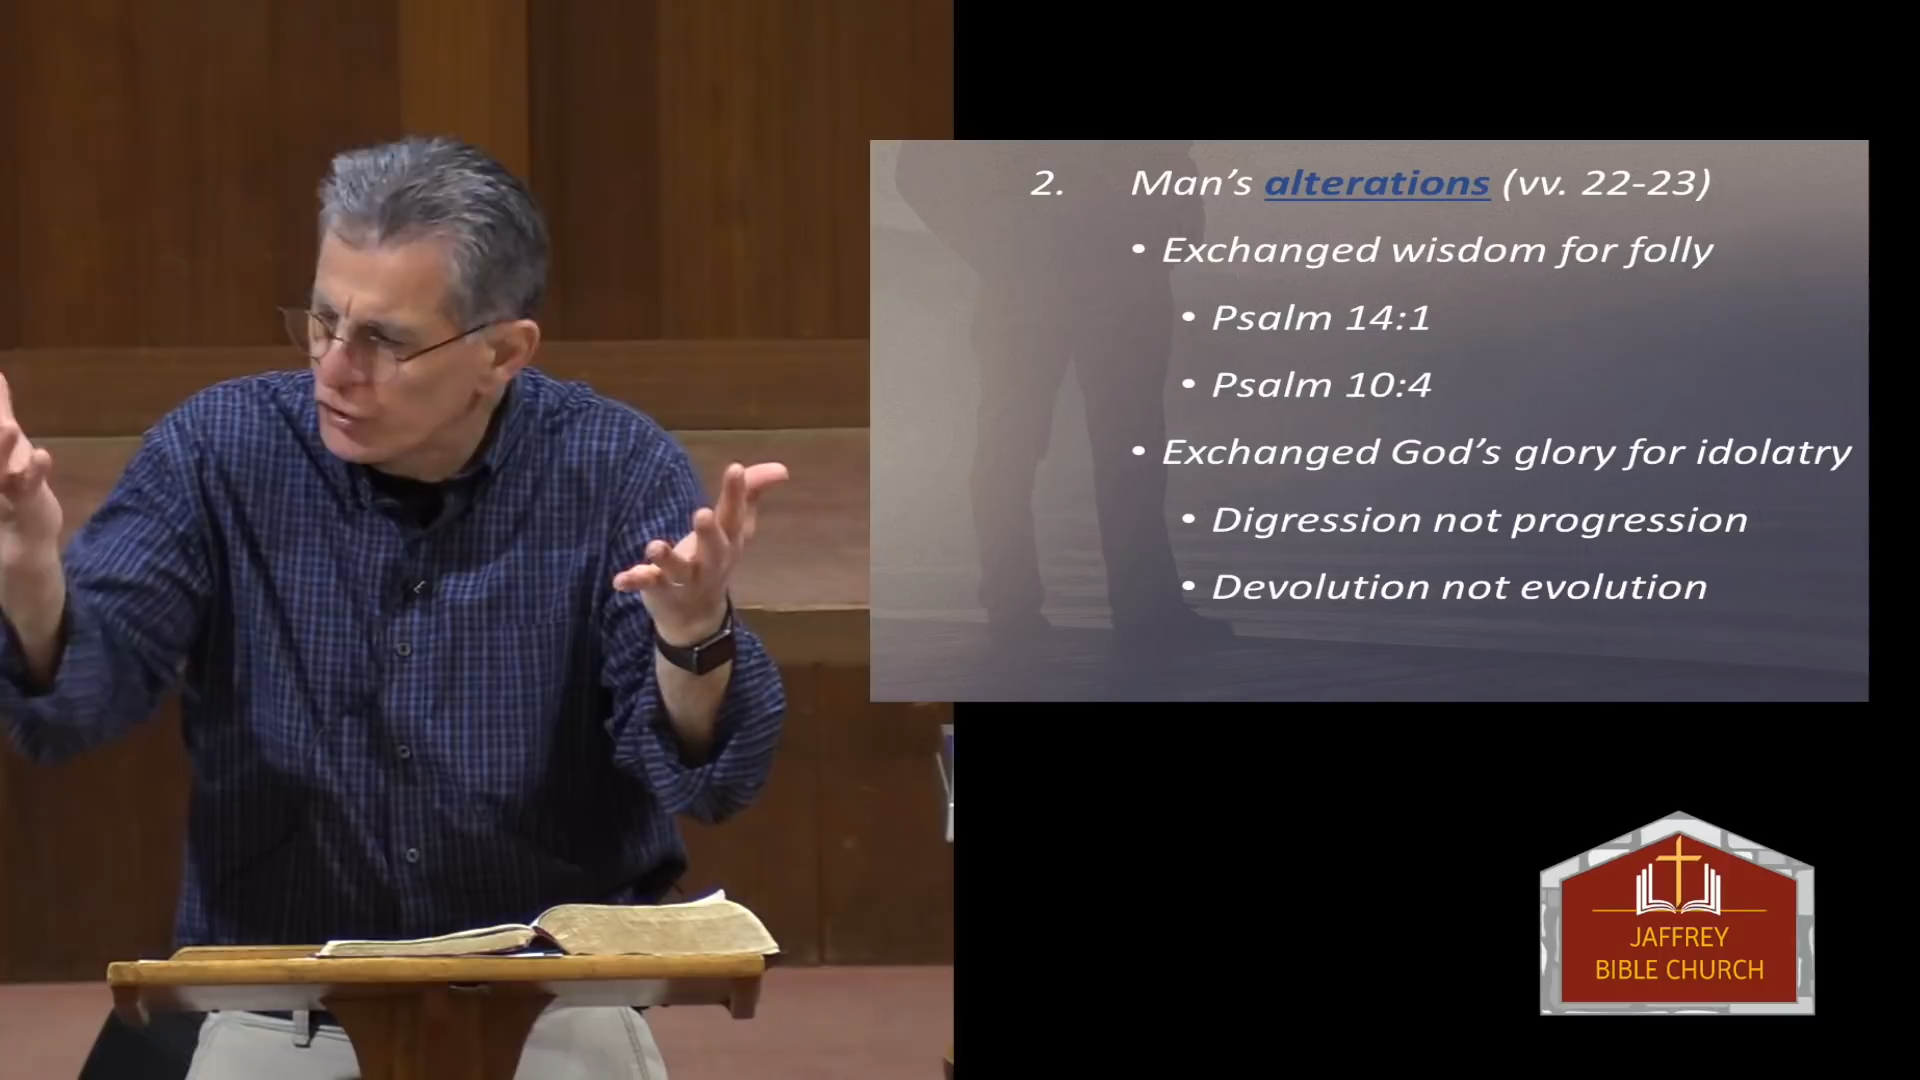 2. Man's alterations (vv. 22-23)
• Exchanged wisdom for folly
• Psalm 14:1
• Psalm 10:4
• Exchanged God's glory for idolatry
• Digression not progression
• Devolution not evolution
JAFFREY
BIBLE CHURCH